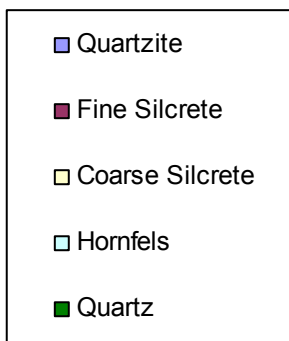 Quartzite
Fine Silcrete
Coarse Silcrete
Hornfels
Quartz